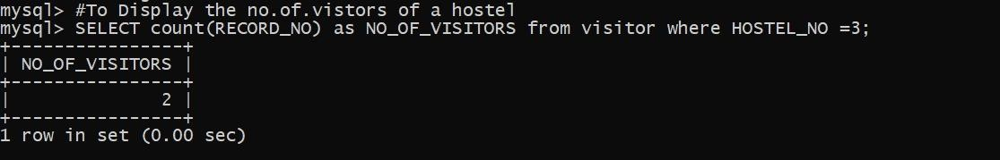 mysql> #To Display the no.of.vistors of a hostel
mysql> SELECT count(RECORD_NO) as NO_OF_VISITORS from visitor where HOSTEL_NO =3;
+----------------+
| NO_OF_VISITORS |
+----------------+
|              2 |
+----------------+
1 row in set (0.00 sec)